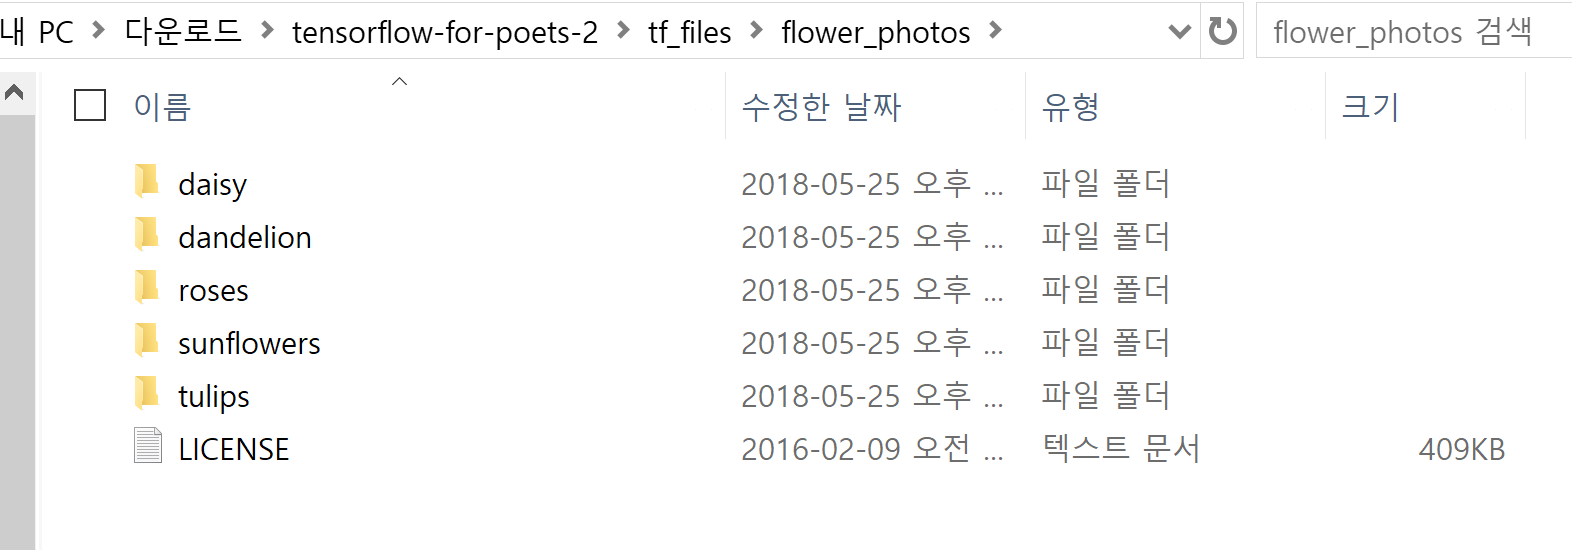 내 PC > 다운로드 > tensorflow-for-poets-2 > tf_files > flower_photos > flower_photos 검색
이름 수정한 날짜 유형 크기
daisy 2018-05-25 오후 ... 파일 폴더
dandelion 2018-05-25 오후 ... 파일 폴더
roses 2018-05-25 오후 ... 파일 폴더
sunflowers 2018-05-25 오후 ... 파일 폴더
tulips 2018-05-25 오후 ... 파일 폴더
LICENSE 2016-02-09 오전 ... 텍스트 문서 409KB